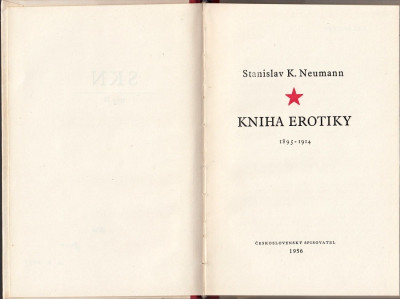 Stanislav K. Neumann
KNIHA EROTIKY
1895-1914
ČESKOSLOVENSKÝ SPISOVATEL
1956